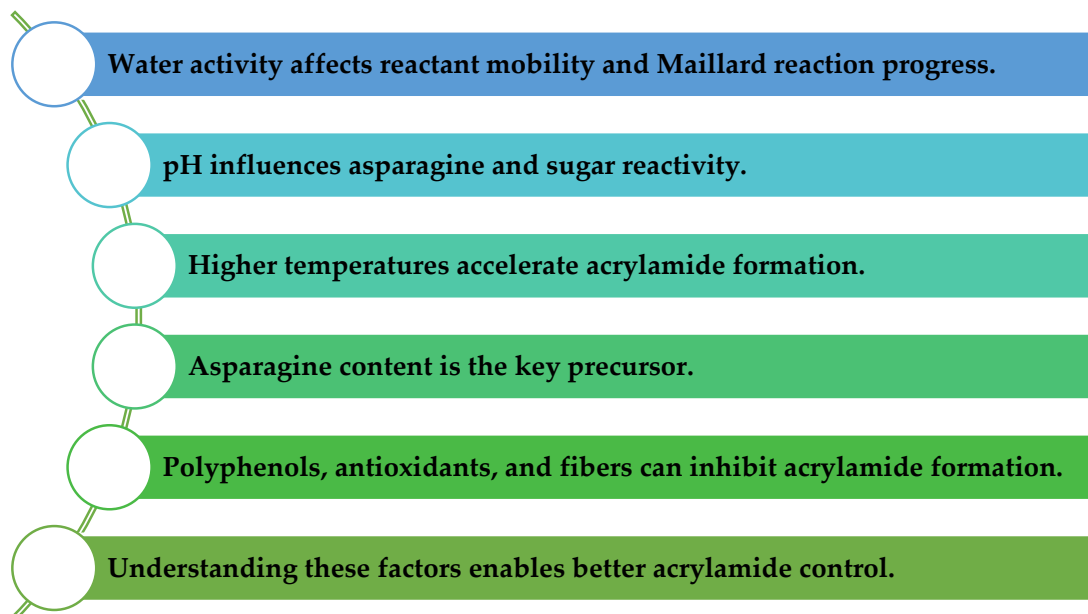 Water activity affects reactant mobility and Maillard reaction progress.
pH influences asparagine and sugar reactivity.
Higher temperatures accelerate acrylamide formation.
Asparagine content is the key precursor.
Polyphenols, antioxidants, and fibers can inhibit acrylamide formation.
Understanding these factors enables better acrylamide control.